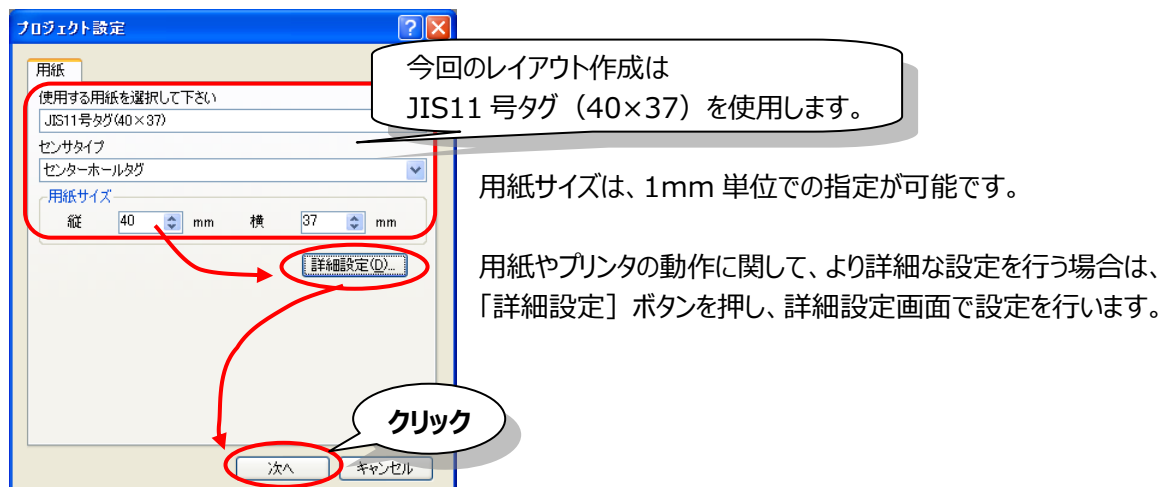 プロジェクト設定
用紙
使用する用紙を選択して下さい
JIS11号タグ(40×37)
センサタイプ
センターホールタグ
用紙サイズ
縦 40 mm 横 37 mm
詳細設定(D)...
次へ キャンセル
今回のレイアウト作成は
JIS11 号タグ（40×37）を使用します。
用紙サイズは、1mm 単位での指定が可能です。
用紙やプリンタの動作に関して、より詳細な設定を行う場合は、
「詳細設定］ボタンを押し、詳細設定画面で設定を行います。
クリック